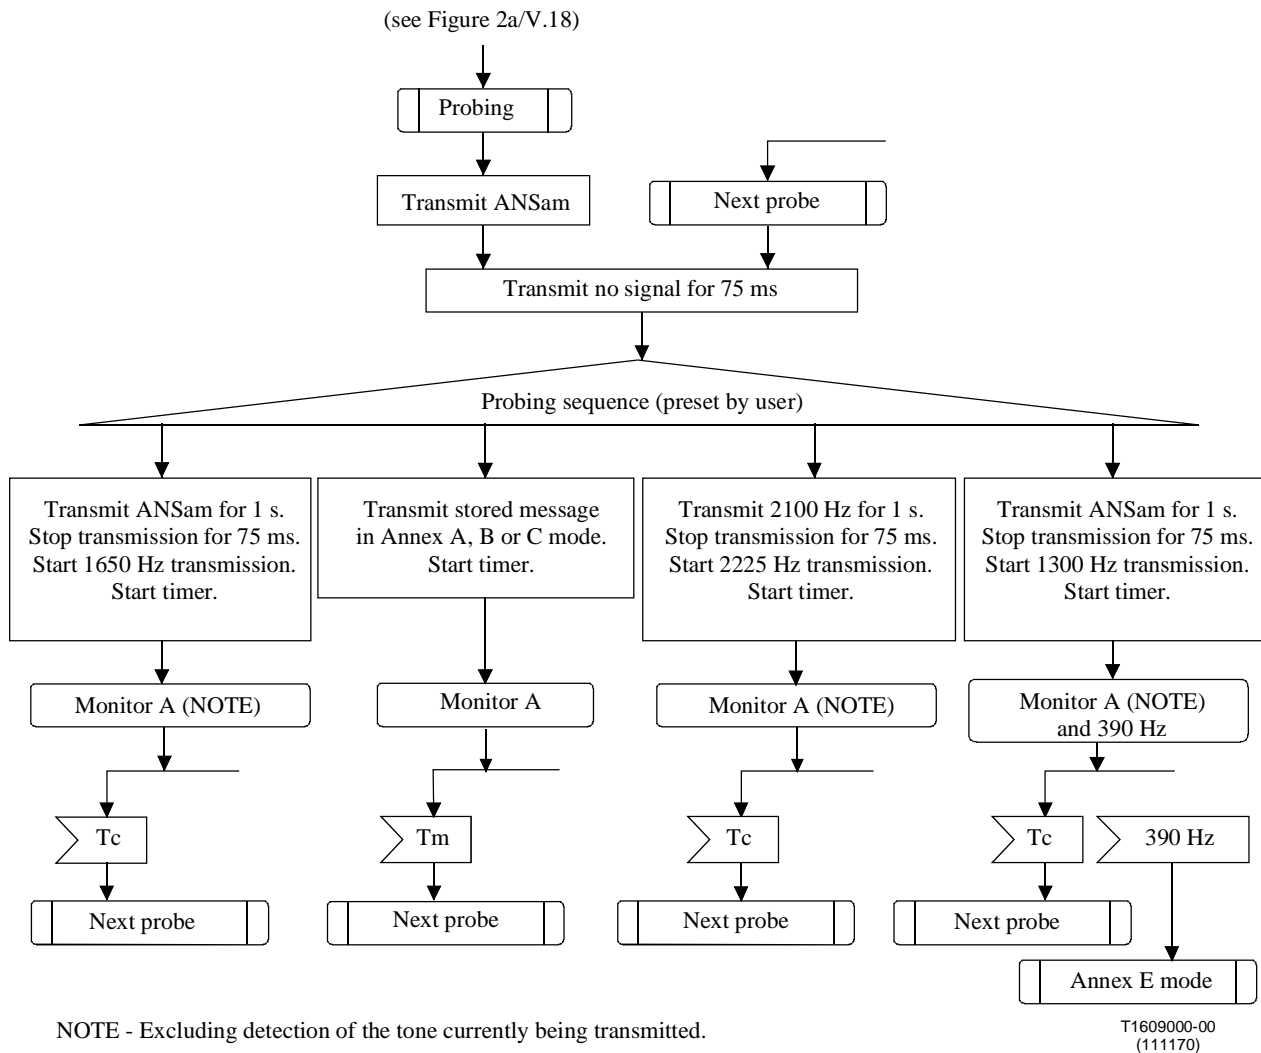 (see Figure 2a/V.18)
Probing
Transmit ANSam
Next probe
Transmit no signal for 75 ms
Probing sequence (preset by user)
Transmit ANSam for 1 s.
Stop transmission for 75 ms.
Start 1650 Hz transmission.
Start timer.
Transmit stored message
in Annex A, B or C mode.
Start timer.
Transmit 2100 Hz for 1 s.
Stop transmission for 75 ms.
Start 2225 Hz transmission.
Start timer.
Transmit ANSam for 1 s.
Stop transmission for 75 ms.
Start 1300 Hz transmission.
Start timer.
Monitor A (NOTE)
Monitor A
Monitor A (NOTE)
Monitor A (NOTE)
and 390 Hz
Tc
Tm
Tc
Tc
390 Hz
Next probe
Next probe
Next probe
Next probe
Annex E mode
NOTE - Excluding detection of the tone currently being transmitted.
T1609000-00
(111170)